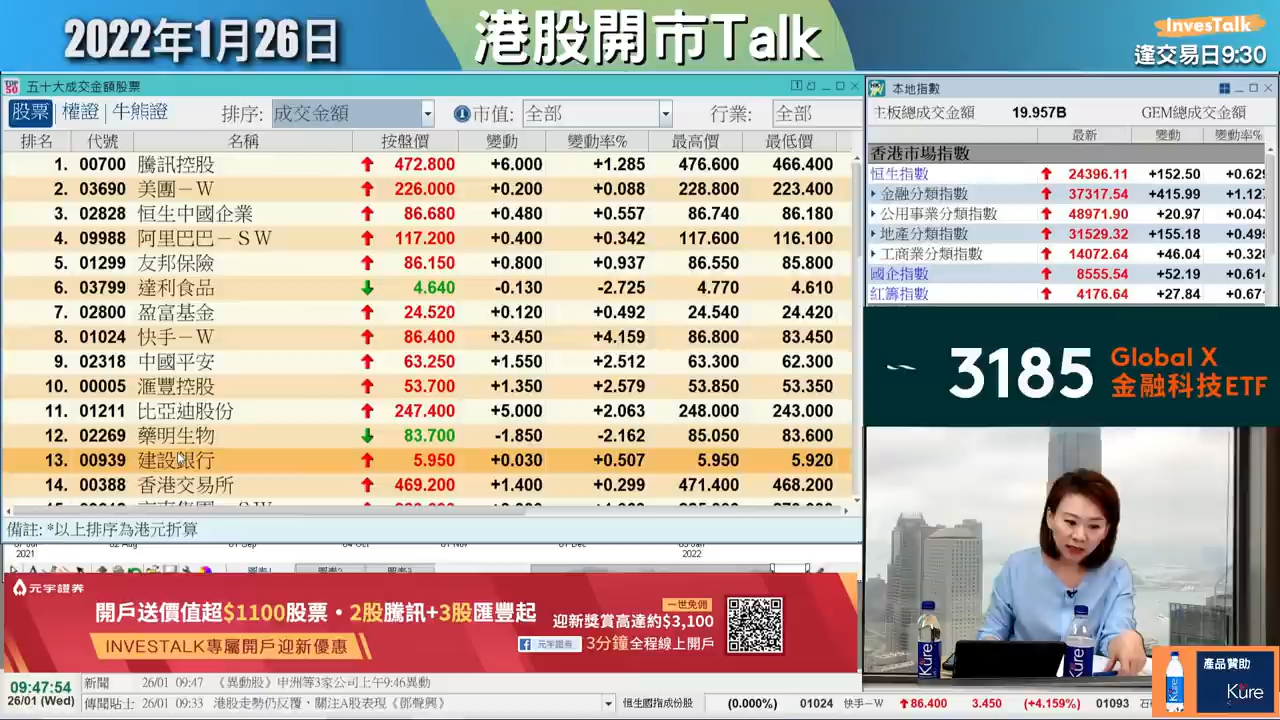 2022年1月26日
港股開市Talk
InvesTalk
逢交易日9:30
五十大成交金額股票
股票 權證 牛熊證 排序: 成交金額 市值: 全部 行業: 全部
排名 代號 名稱 按盤價 變動 變動率% 最高價 最低價
1. 00700 騰訊控股 472.800 +6.000 +1.285 476.600 466.400
2. 03690 美團－W 226.000 +0.200 +0.088 228.800 223.400
3. 02828 恒生中國企業 86.680 +0.480 +0.557 86.740 86.180
4. 09988 阿里巴巴－ＳＷ 117.200 +0.400 +0.342 117.600 116.100
5. 01299 友邦保險 86.150 +0.800 +0.937 86.550 85.800
6. 03799 達利食品 4.640 -0.130 -2.725 4.770 4.610
7. 02800 盈富基金 24.520 +0.120 +0.492 24.540 24.420
8. 01024 快手－W 86.400 +3.450 +4.159 86.800 83.450
9. 02318 中國平安 63.250 +1.550 +2.512 63.300 62.300
10. 00005 滙豐控股 53.700 +1.350 +2.579 53.850 53.350
11. 01211 比亞迪股份 247.400 +5.000 +2.063 248.000 243.000
12. 02269 藥明生物 83.700 -1.850 -2.162 85.050 83.600
13. 00939 建設銀行 5.950 +0.030 +0.507 5.950 5.920
14. 00388 香港交易所 469.200 +1.400 +0.299 471.400 468.200
備註: *以上排序為港元折算
2021
2022
本地指數
主板總成交金額 19.957B GEM總成交金額
最新 變動 變動率%
香港市場指數
恒生指數 24396.11 +152.50 +0.629
金融分類指數 37317.54 +415.99 +1.127
公用事業分類指數 48971.90 +20.97 +0.04
地產分類指數 31529.32 +155.18 +0.49
工商業分類指數 14072.64 +46.04 +0.328
國企指數 8555.54 +52.19 +0.614
紅籌指數 4176.64 +27.84 +0.67
3185
Global X
金融科技ETF
元宇證券
開戶送價值超$1100股票・2股騰訊+3股匯豐起
INVESTALK專屬開戶迎新優惠
一世免佣
迎新獎賞高達約$3,100
元宇證券
3分鐘全程線上開戶
Kure
Kure
產品贊助
Kure
Kure
09:47:54
26/01 (Wed)
新聞 26/01 09:47 《異動股》申洲等3家公司上午9:46異動
傳聞貼士 26/01 09:33 港股走勢仍反覆、關注A股表現《鄧聲興》
恒生國指成份股 (0.000%) 01024 快手－W 86.400 3.450 (+4.159%) 01093